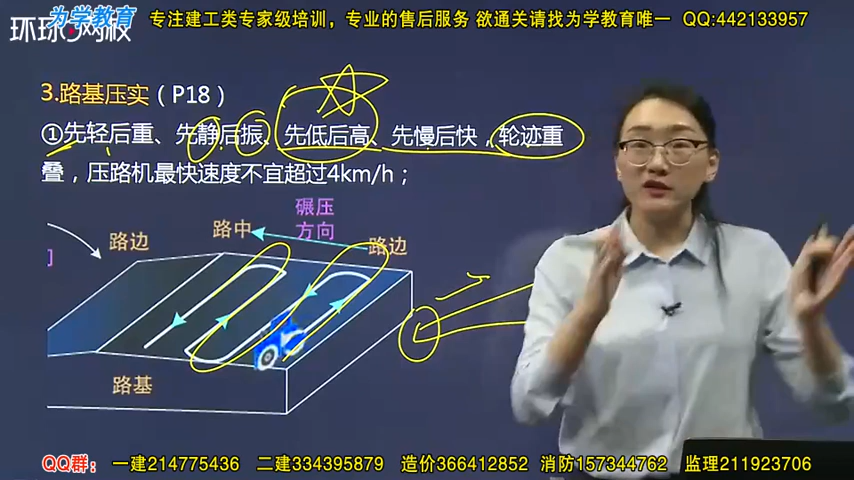 为学教育 专注建工类专家级培训，专业的售后服务 欲通关请找为学教育唯一 QQ:442133957
环球网校
3.路基压实（P18）
①先轻后重、先静后振、先低后高、先慢后快，轮迹重
叠，压路机最快速度不宜超过4km/h；
碾压
方向
路边
路中
路边
路基
QQ群： 一建214775436 二建334395879 造价366412852 消防157344762 监理211923706